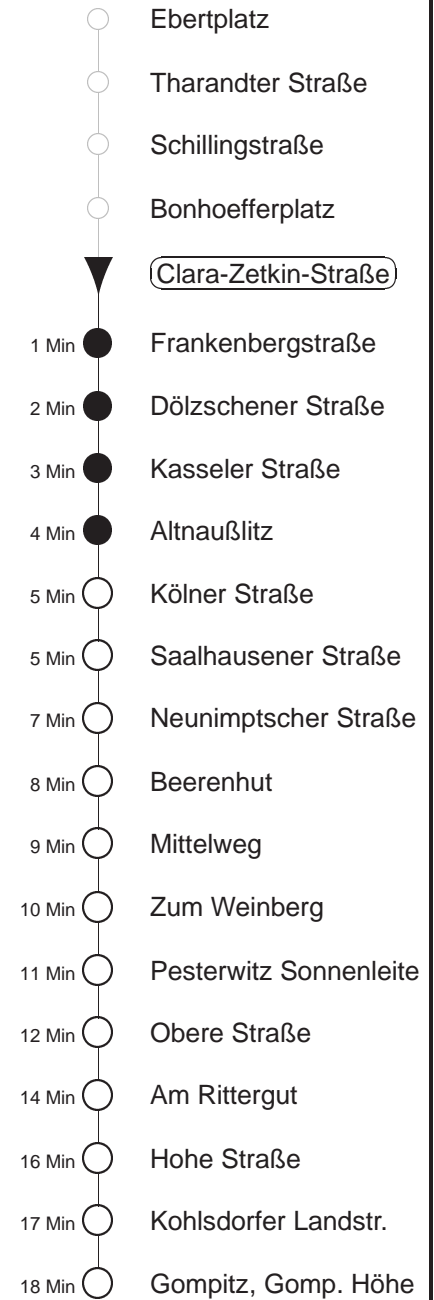 Ebertplatz
Tharandter Straße
Schillingstraße
Bonhoefferplatz
Clara-Zetkin-Straße
1 Min Frankenbergstraße
2 Min Dölzschener Straße
3 Min Kasseler Straße
4 Min Altnaußlitz
5 Min Kölner Straße
5 Min Saalhausener Straße
7 Min Neunimptscher Straße
8 Min Beerenhut
9 Min Mittelweg
10 Min Zum Weinberg
11 Min Pesterwitz Sonnenleite
12 Min Obere Straße
14 Min Am Rittergut
16 Min Hohe Straße
17 Min Kohlsdorfer Landstr.
18 Min Gompitz, Gomp. Höhe